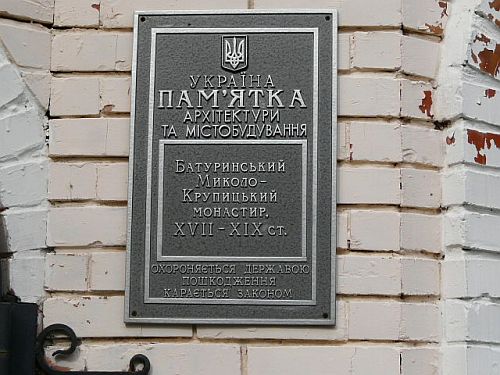 УКРАЇНА
ПАМ'ЯТКА
АРХІТЕКТУРИ
ТА МІСТОБУДУВАННЯ
БАТУРИНСЬКИЙ
МИКОЛО-
КРУПИЦЬКИЙ
МОНАСТИР,
XVII – XIX СТ.
ОХОРОНЯЄТЬСЯ ДЕРЖАВОЮ
ПОШКОДЖЕННЯ
КАРАЄТЬСЯ ЗАКОНОМ